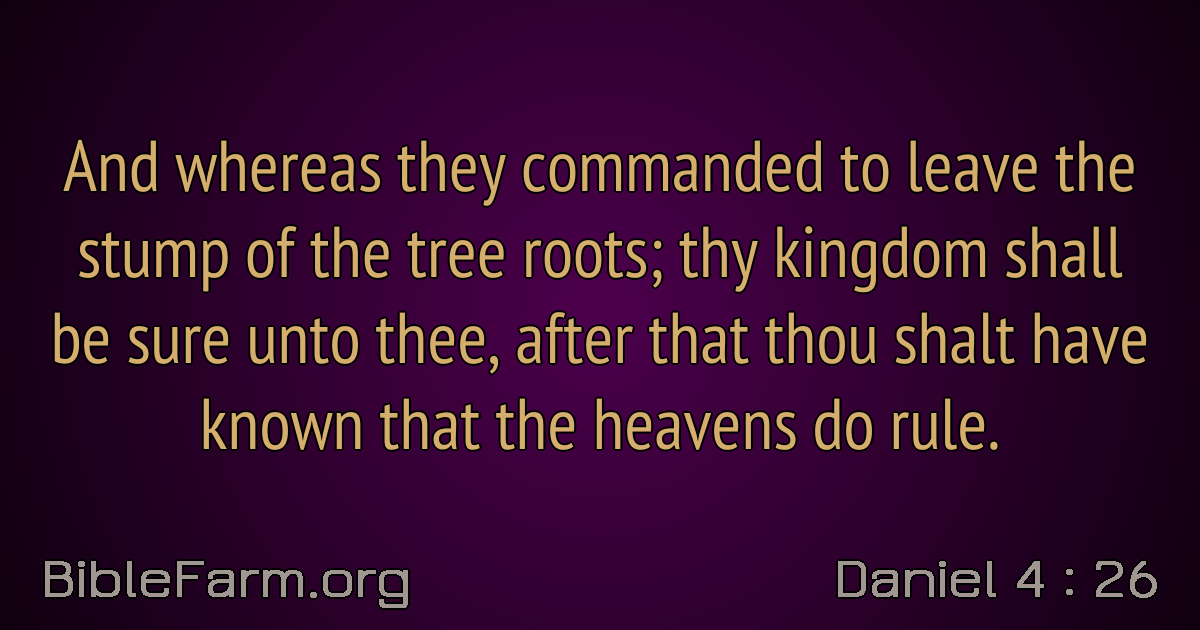 And whereas they commanded to leave the
stump of the tree roots; thy kingdom shall
be sure unto thee, after that thou shalt have
known that the heavens do rule.
BibleFarm.org
Daniel 4 : 26